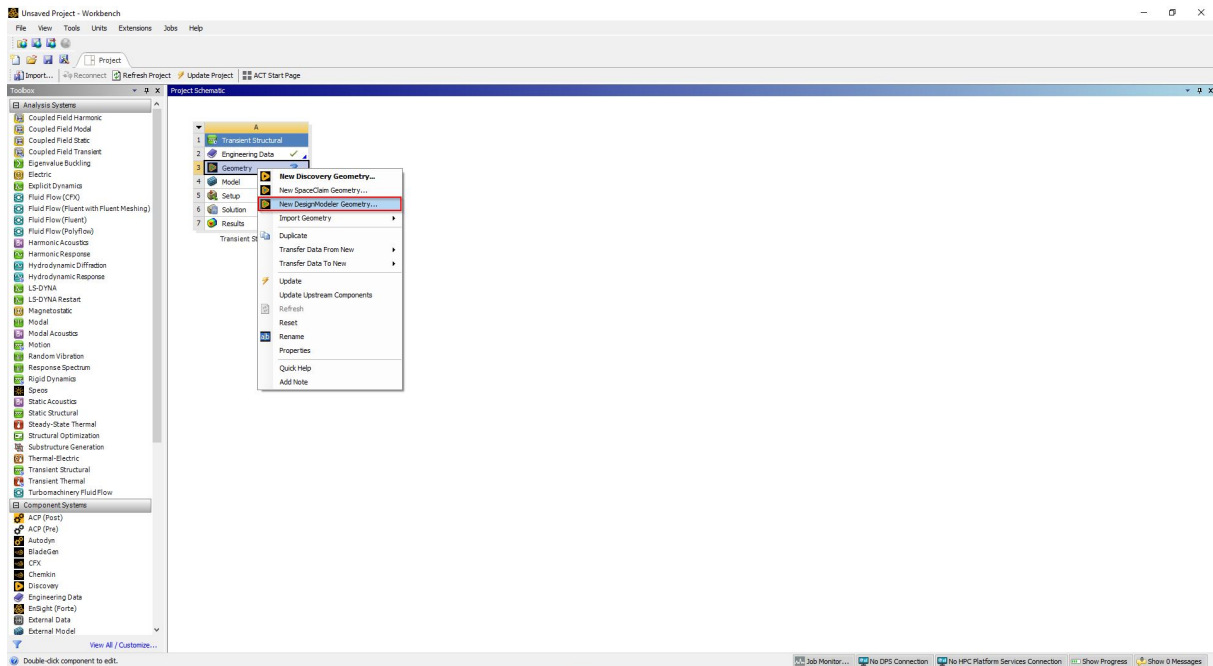 Unsaved Project - Workbench
File View Tools Units Extensions Jobs Help
Project
Import... Reconnect Refresh Project Update Project ACT Start Page
Toolbox
Project Schematic
Analysis Systems
Coupled Field Harmonic
Coupled Field Modal
Coupled Field Static
Coupled Field Transient
Eigenvalue Buckling
Electric
Explicit Dynamics
Fluid Flow (CFX)
Fluid Flow (Fluent with Fluent Meshing)
Fluid Flow (Fluent)
Fluid Flow (Polyflow)
Harmonic Acoustics
Harmonic Response
Hydrodynamic Diffraction
Hydrodynamic Response
LS-DYNA
LS-DYNA Restart
Magnetostatic
Modal
Modal Acoustics
Motion
Random Vibration
Response Spectrum
Rigid Dynamics
Speos
Static Acoustics
Static Structural
Steady-State Thermal
Structural Optimization
Substructure Generation
Thermal-Electric
Transient Structural
Transient Thermal
Turbomachinery Fluid Flow
Component Systems
ACP (Post)
ACP (Pre)
Autodyn
BladeGen
CFX
Chemkin
Discovery
Engineering Data
EnSight (Forte)
External Data
External Model
View All / Customize...
A
1 Transient Structural
2 Engineering Data
3 Geometry
4 Model
5 Setup
6 Solution
7 Results
Transient St
New Discovery Geometry...
New SpaceClaim Geometry...
New DesignModeler Geometry...
Import Geometry
Duplicate
Transfer Data From New
Transfer Data To New
Update
Update Upstream Components
Refresh
Reset
Rename
Properties
Quick Help
Add Note
Double-click component to edit.
Job Monitor... No DPS Connection No HPC Platform Services Connection Show Progress Show 0 Messages